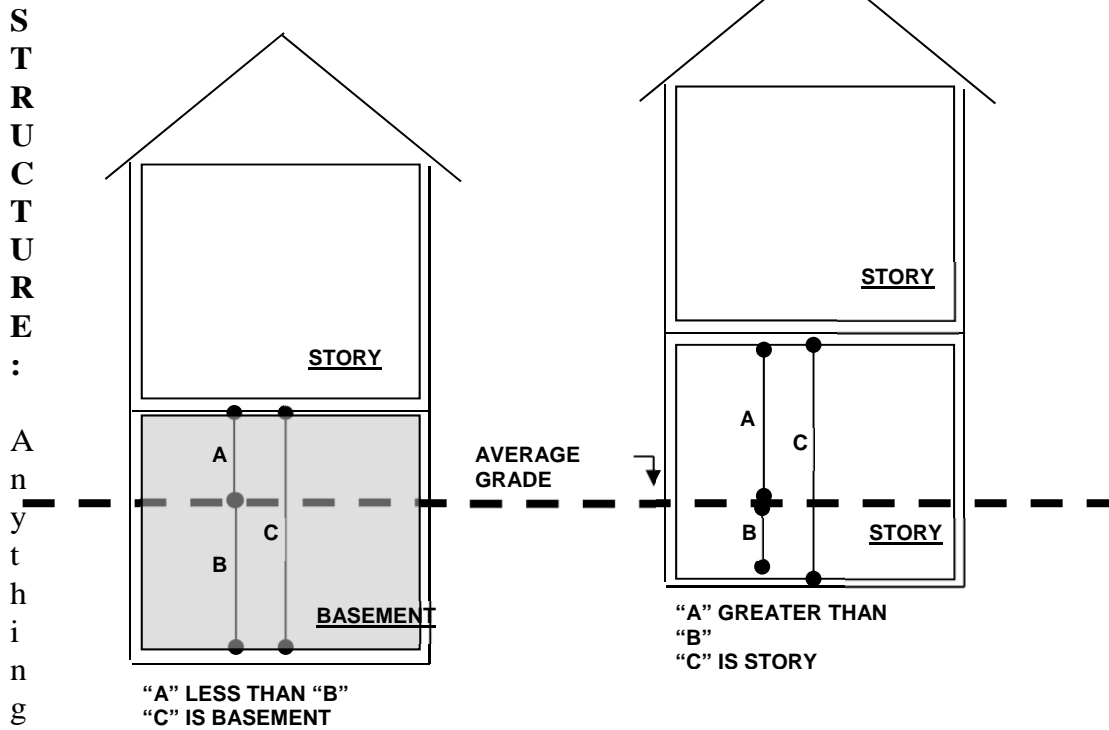 S
T
R
U
C
T
U
R
E
:
A
n
y
t
h
i
n
g
STORY
A
B
C
BASEMENT
“A” LESS THAN “B”
“C” IS BASEMENT
AVERAGE
GRADE
STORY
A
C
B
STORY
“A” GREATER THAN
“B”
“C” IS STORY